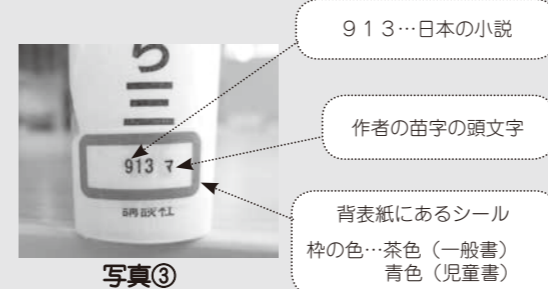 ら
三
913 マ
講談社
写真③
913…日本の小説
作者の苗字の頭文字
背表紙にあるシール
枠の色…茶色（一般書）
青色（児童書）